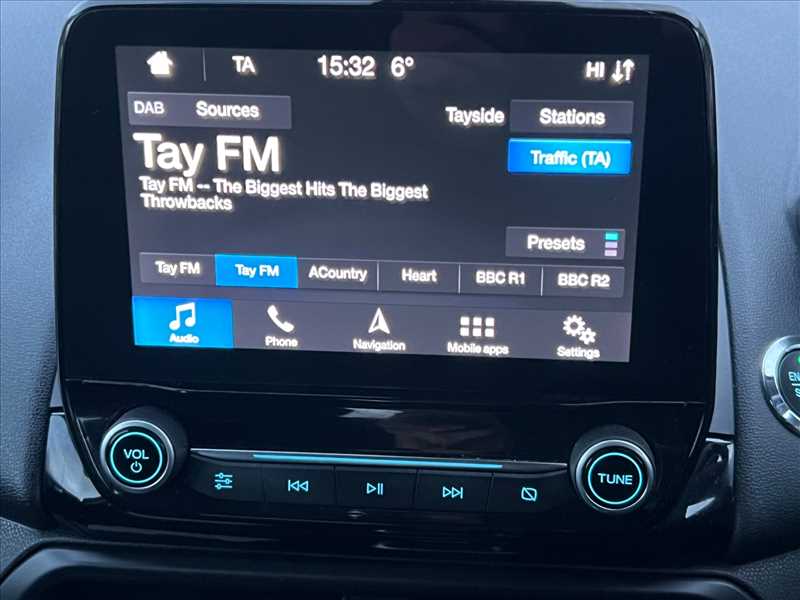 TA 15:32 6° HI
DAB Sources Tayside Stations
Tay FM Traffic (TA)
Tay FM -- The Biggest Hits The Biggest
Throwbacks
Presets
Tay FM Tay FM ACountry Heart BBC R1 BBC R2
Audio Phone Navigation Mobile apps Settings
VOL TUNE